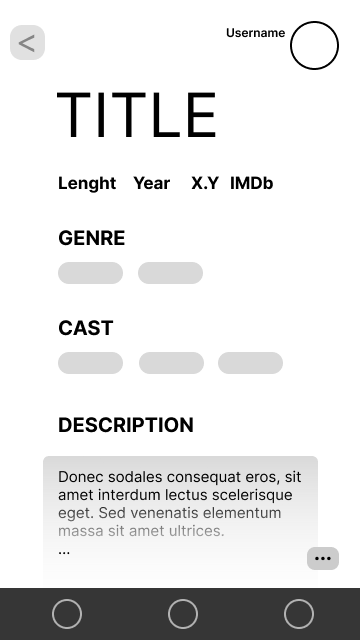 <
Username
TITLE
Lenght Year X.Y IMDb
GENRE
CAST
DESCRIPTION
Donec sodales consequat eros, sit
amet interdum lectus scelerisque
eget. Sed venenatis elementum
massa sit amet ultrices.
...
•••